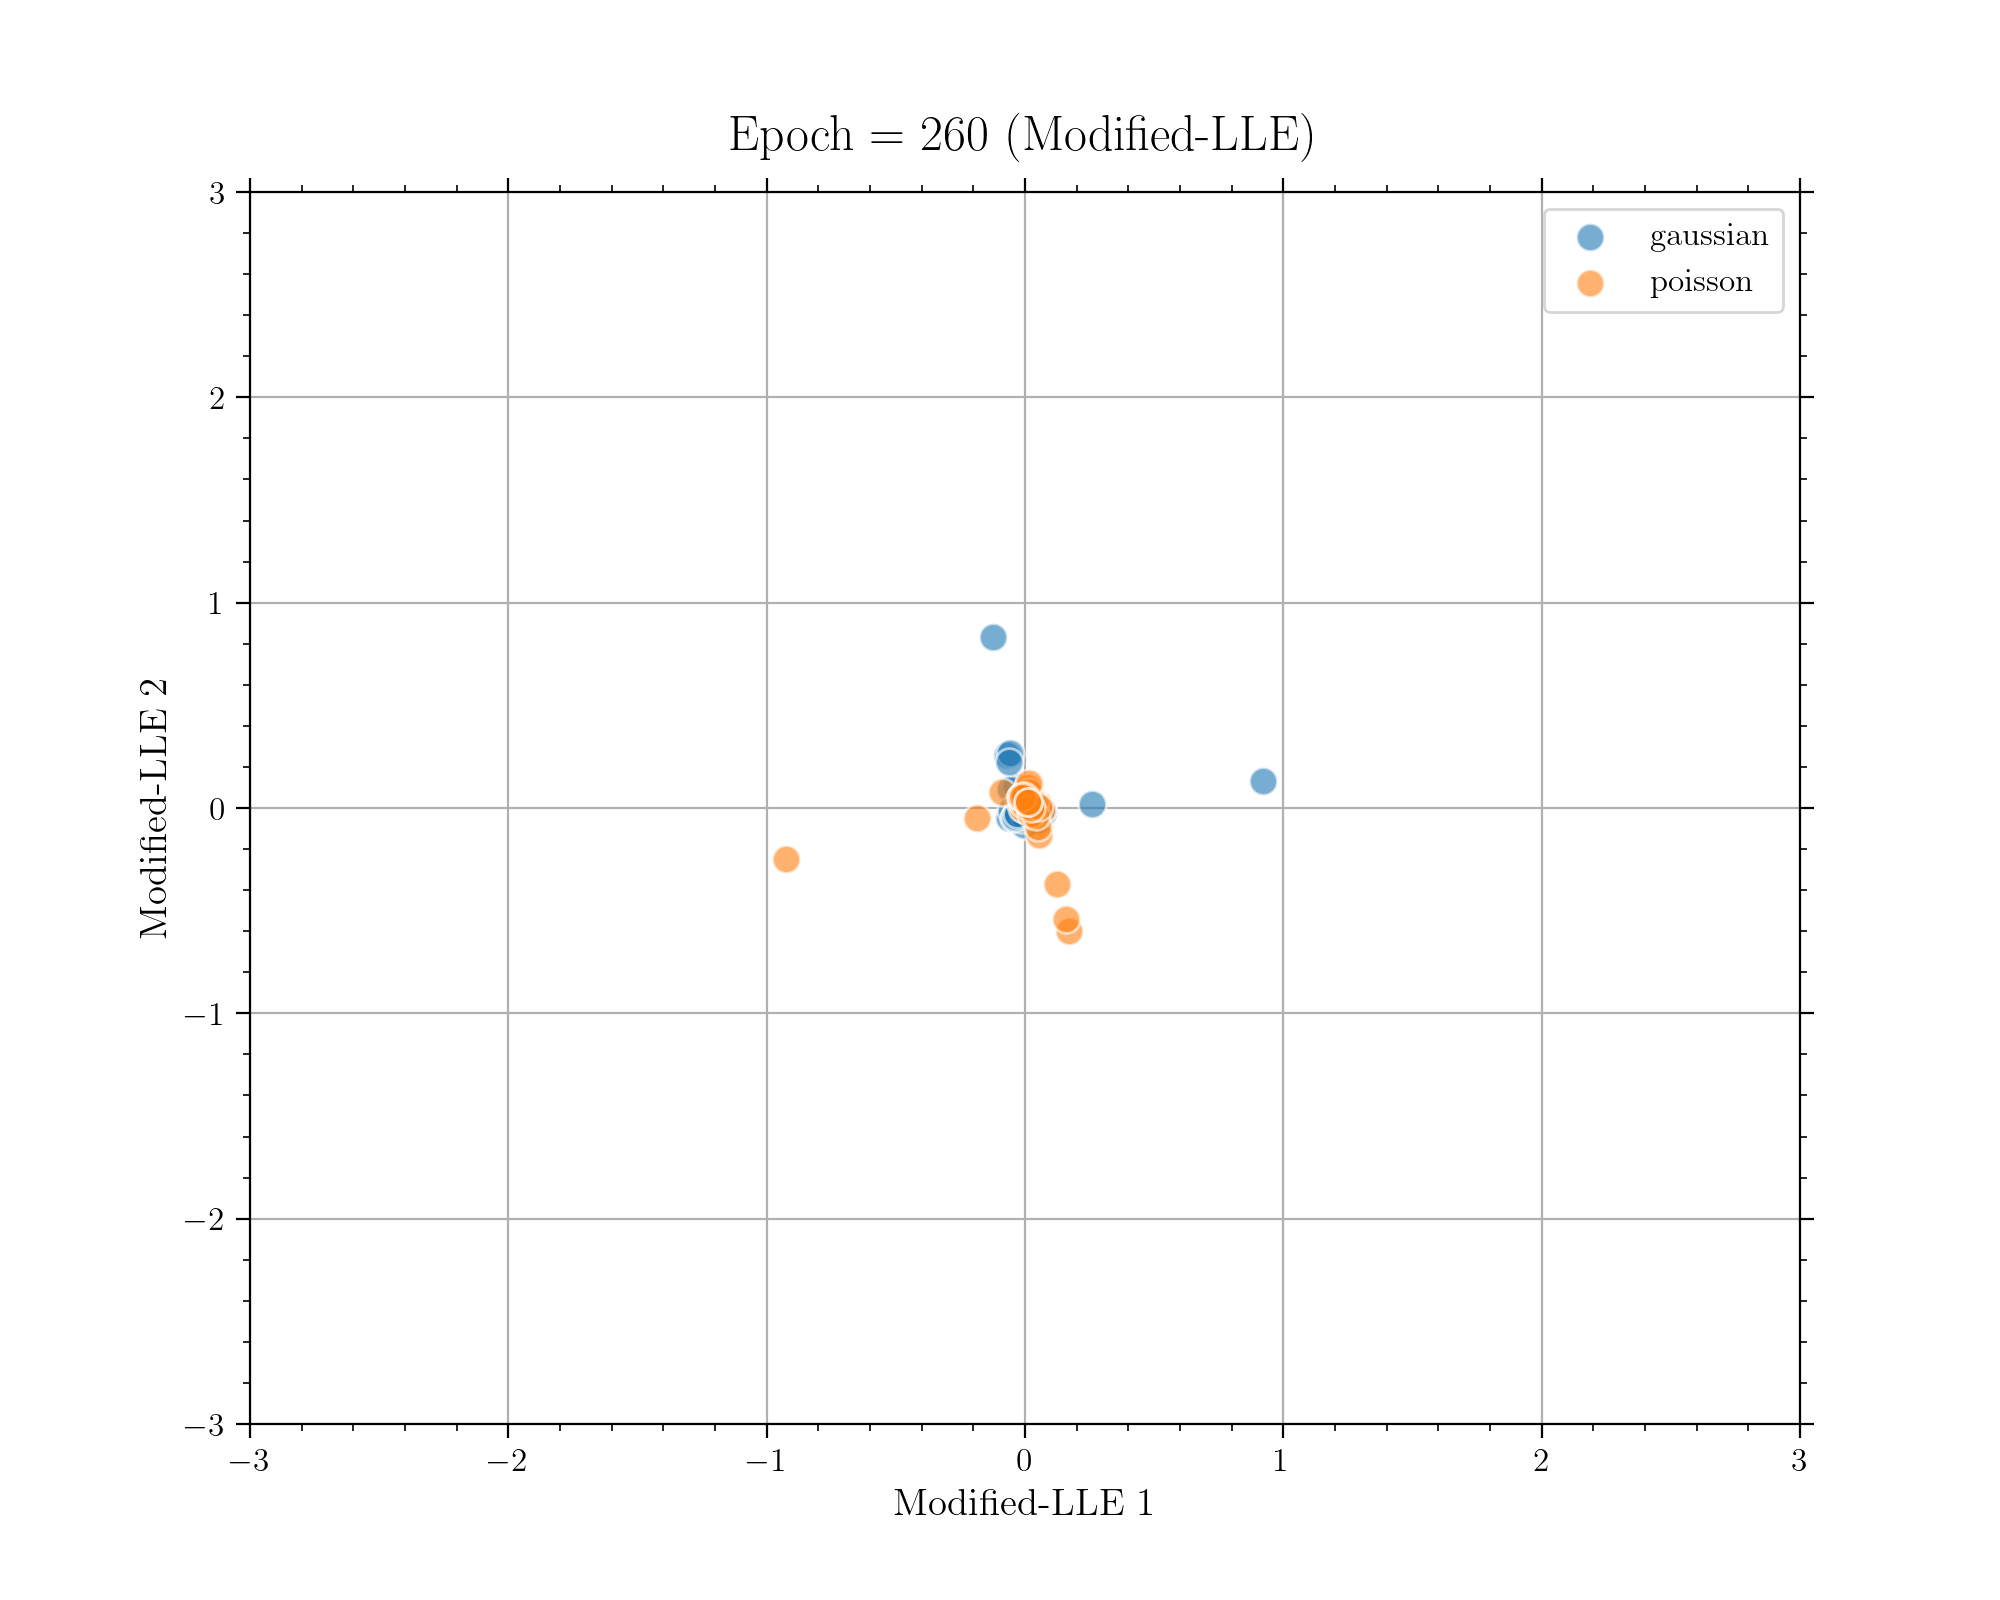 Epoch = 260 (Modified-LLE)
gaussian
poisson
3
2
1
0
−1
−2
−3
Modified-LLE 2
−3
−2
−1
0
1
2
3
Modified-LLE 1